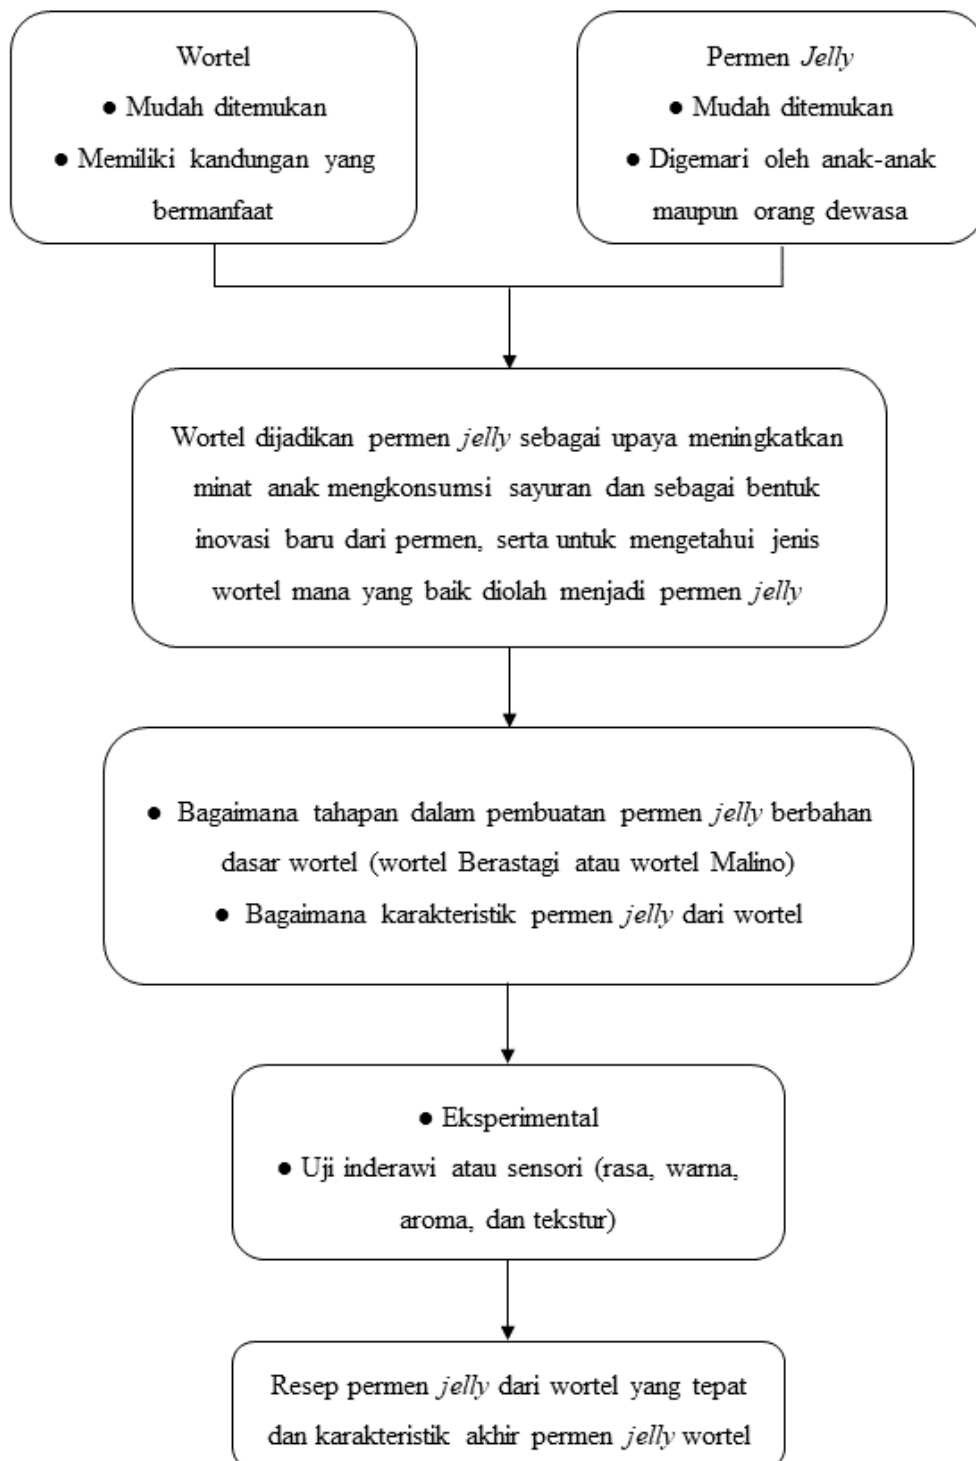 Wortel
● Mudah ditemukan
● Memiliki kandungan yang
bermanfaat
Permen Jelly
● Mudah ditemukan
● Digemari oleh anak-anak
maupun orang dewasa
Wortel dijadikan permen jelly sebagai upaya meningkatkan
minat anak mengkonsumsi sayuran dan sebagai bentuk
inovasi baru dari permen, serta untuk mengetahui jenis
wortel mana yang baik diolah menjadi permen jelly
● Bagaimana tahapan dalam pembuatan permen jelly berbahan
dasar wortel (wortel Berastagi atau wortel Malino)
● Bagaimana karakteristik permen jelly dari wortel
● Eksperimental
● Uji inderawi atau sensori (rasa, warna,
aroma, dan tekstur)
Resep permen jelly dari wortel yang tepat
dan karakteristik akhir permen jelly wortel